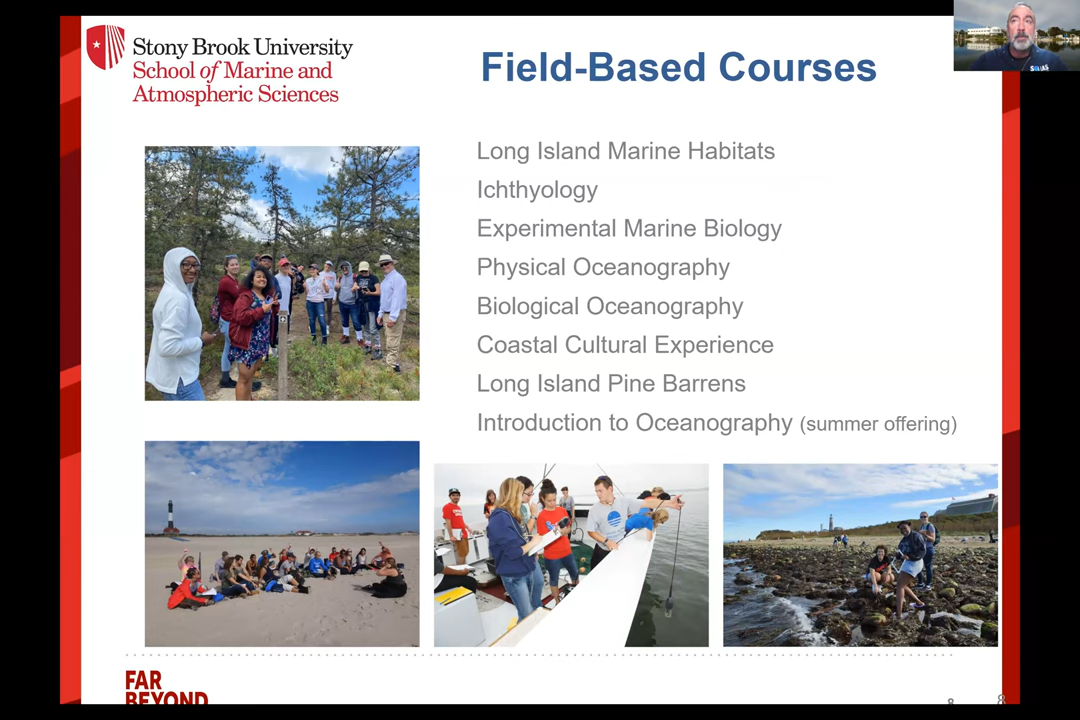 Stony Brook University
School of Marine and
Atmospheric Sciences
Field-Based Courses
Long Island Marine Habitats
Ichthyology
Experimental Marine Biology
Physical Oceanography
Biological Oceanography
Coastal Cultural Experience
Long Island Pine Barrens
Introduction to Oceanography (summer offering)
FAR
BEYOND
8
8